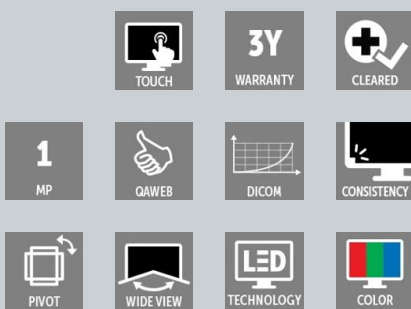 TOUCH
3Y
WARRANTY
CLEARED
1
MP
QAWEB
DICOM
CONSISTENCY
PIVOT
WIDE VIEW
LED
TECHNOLOGY
COLOR